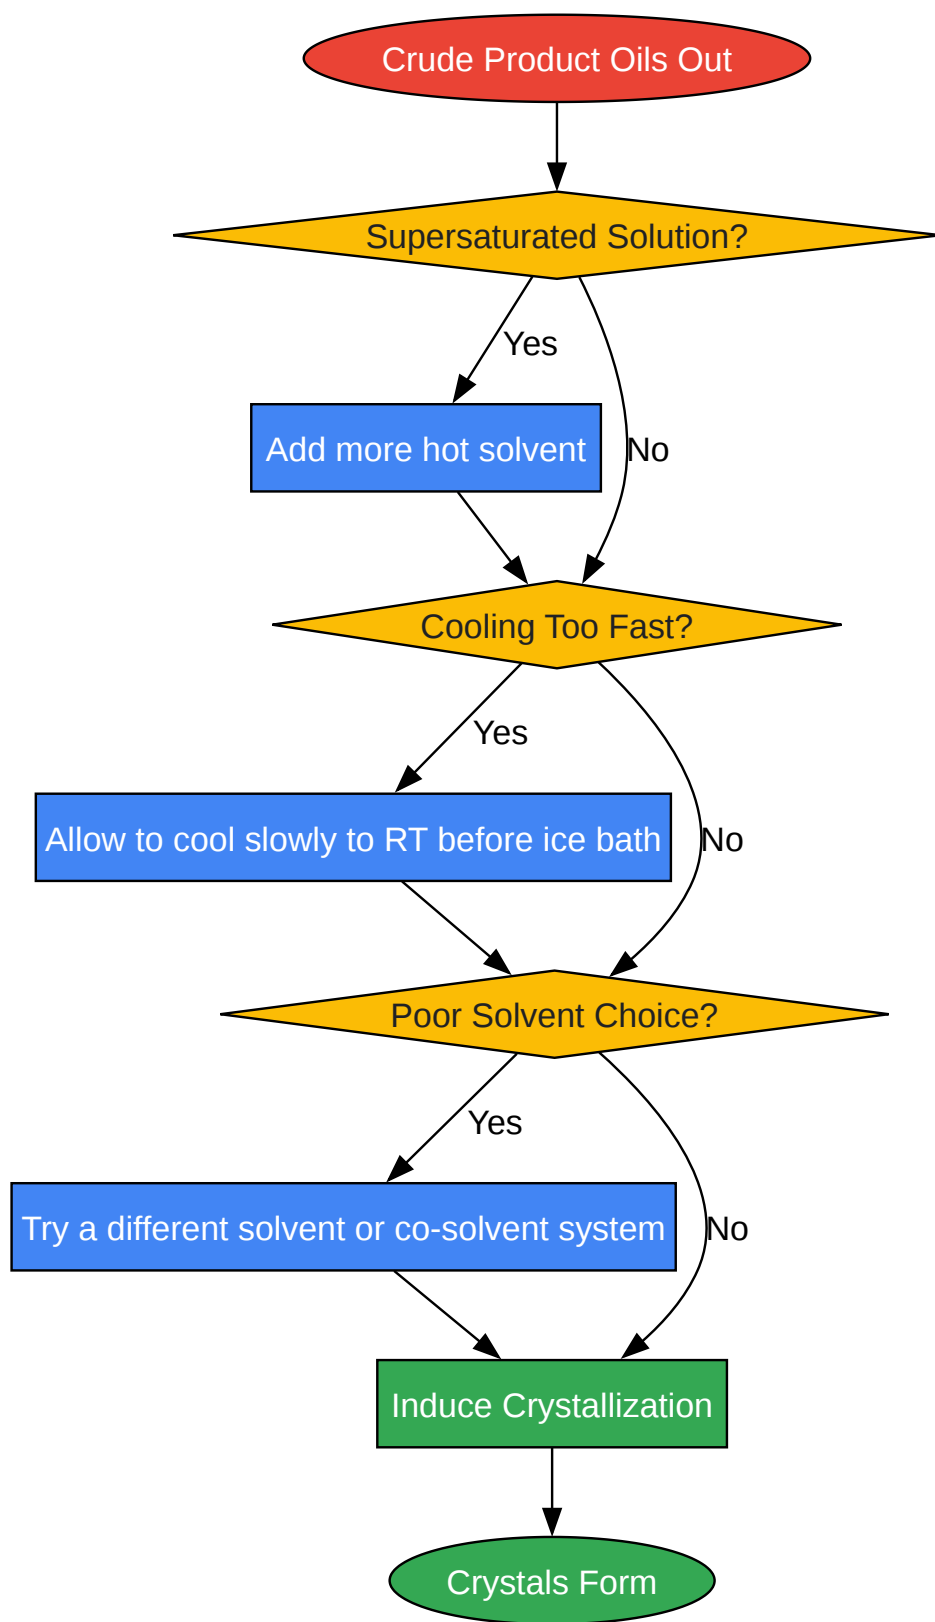 Crude Product Oils Out
Supersaturated Solution?
Yes
Add more hot solvent
No
Cooling Too Fast?
Yes
Allow to cool slowly to RT before ice bath
No
Poor Solvent Choice?
Yes
Try a different solvent or co-solvent system
No
Induce Crystallization
Crystals Form